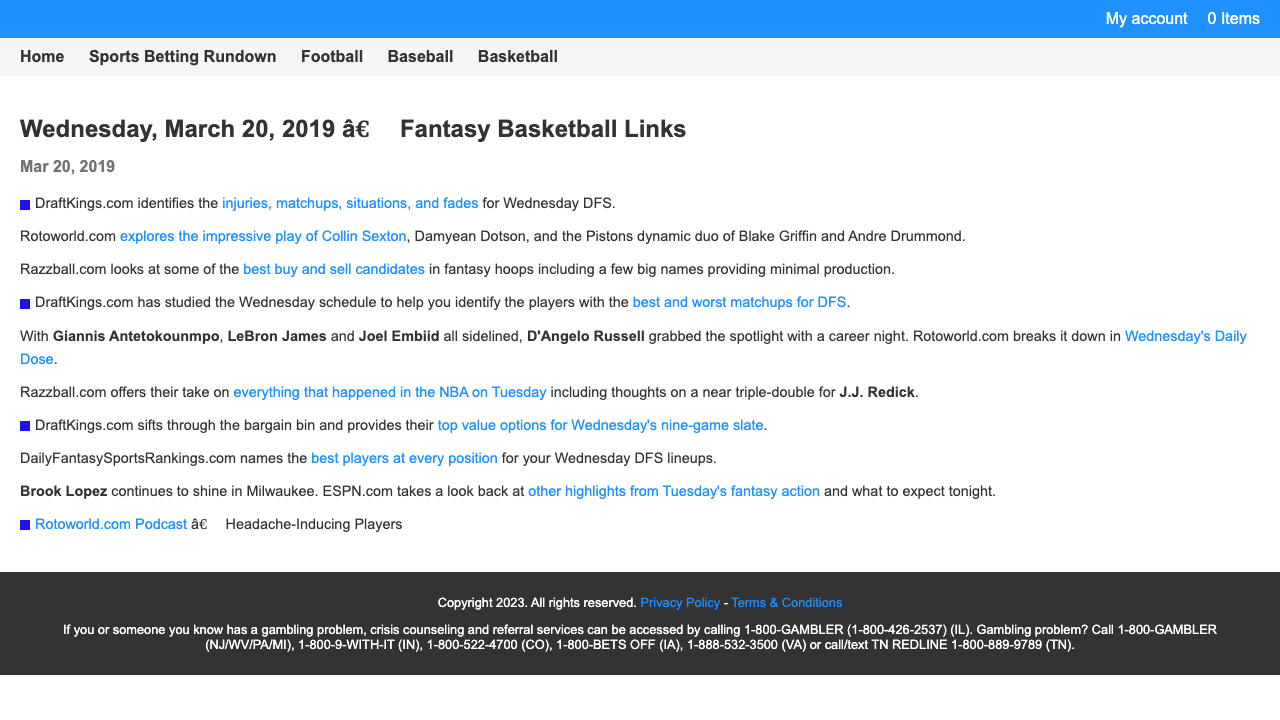 My account 0 Items
Home Sports Betting Rundown Football Baseball Basketball
Wednesday, March 20, 2019 â€ Fantasy Basketball Links
Mar 20, 2019
DraftKings.com identifies the injuries, matchups, situations, and fades for Wednesday DFS.
Rotoworld.com explores the impressive play of Collin Sexton, Damyean Dotson, and the Pistons dynamic duo of Blake Griffin and Andre Drummond.
Razzball.com looks at some of the best buy and sell candidates in fantasy hoops including a few big names providing minimal production.
DraftKings.com has studied the Wednesday schedule to help you identify the players with the best and worst matchups for DFS.
With Giannis Antetokounmpo, LeBron James and Joel Embiid all sidelined, D'Angelo Russell grabbed the spotlight with a career night. Rotoworld.com breaks it down in Wednesday's Daily
Dose.
Razzball.com offers their take on everything that happened in the NBA on Tuesday including thoughts on a near triple-double for J.J. Redick.
DraftKings.com sifts through the bargain bin and provides their top value options for Wednesday's nine-game slate.
DailyFantasySportsRankings.com names the best players at every position for your Wednesday DFS lineups.
Brook Lopez continues to shine in Milwaukee. ESPN.com takes a look back at other highlights from Tuesday's fantasy action and what to expect tonight.
Rotoworld.com Podcast â€ Headache-Inducing Players
Copyright 2023. All rights reserved. Privacy Policy - Terms & Conditions
If you or someone you know has a gambling problem, crisis counseling and referral services can be accessed by calling 1-800-GAMBLER (1-800-426-2537) (IL). Gambling problem? Call 1-800-GAMBLER
(NJ/WV/PA/MI), 1-800-9-WITH-IT (IN), 1-800-522-4700 (CO), 1-800-BETS OFF (IA), 1-888-532-3500 (VA) or call/text TN REDLINE 1-800-889-9789 (TN).